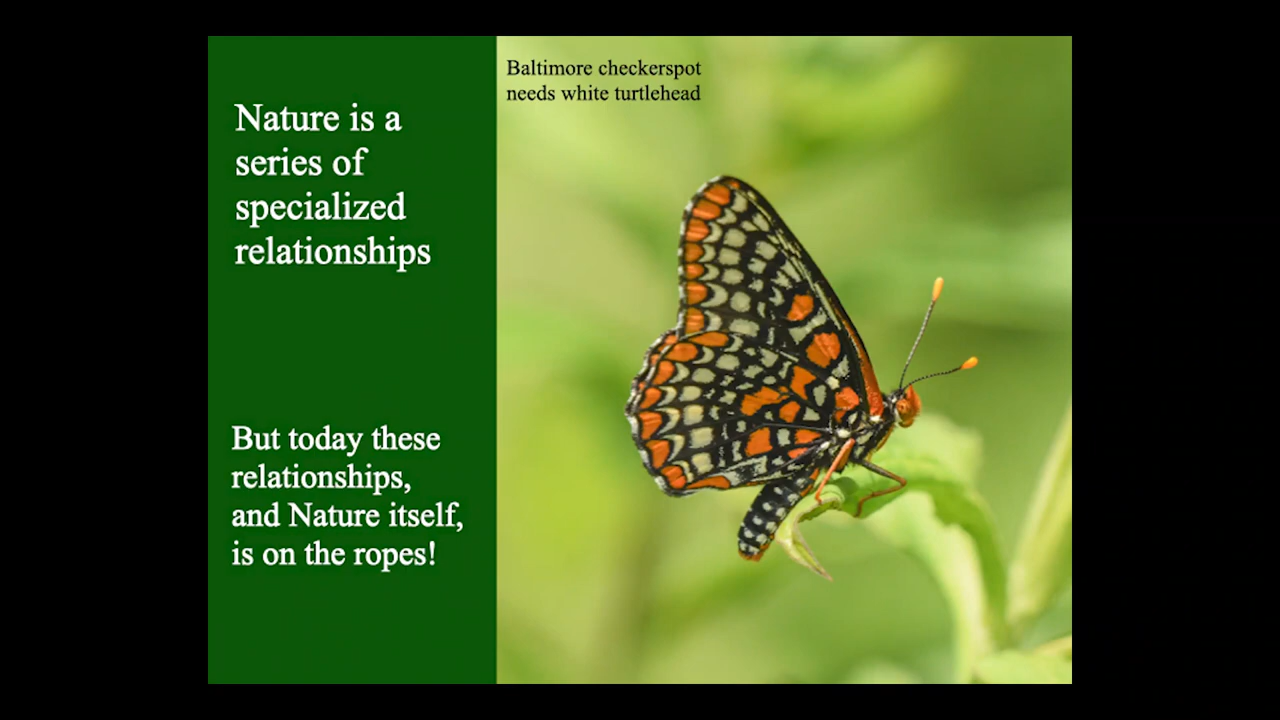 Nature is a
series of
specialized
relationships
But today these
relationships,
and Nature itself,
is on the ropes!
Baltimore checkerspot
needs white turtlehead